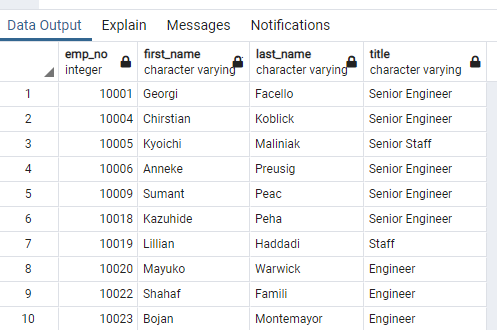 Data Output Explain Messages Notifications
emp_no first_name last_name title
integer character varying character varying character varying
1 10001 Georgi Facello Senior Engineer
2 10004 Chirstian Koblick Senior Engineer
3 10005 Kyoichi Maliniak Senior Staff
4 10006 Anneke Preusig Senior Engineer
5 10009 Sumant Peac Senior Engineer
6 10018 Kazuhide Peha Senior Engineer
7 10019 Lillian Haddadi Staff
8 10020 Mayuko Warwick Engineer
9 10022 Shahaf Famili Engineer
10 10023 Bojan Montemayor Engineer